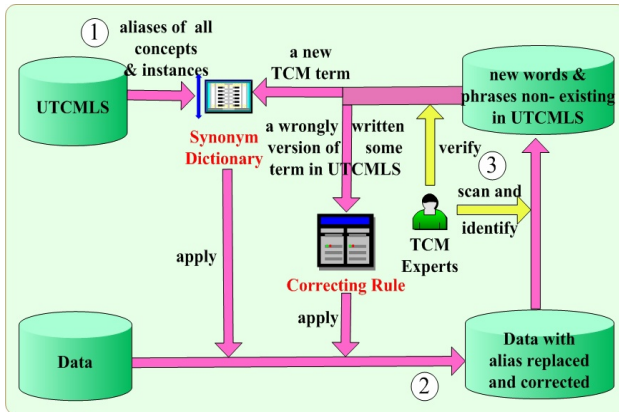 1
aliases of all
concepts
& instances
UTCMLS
a new
TCM term
new words &
phrases non- existing
in UTCMLS
Synonym
Dictionary
a wrongly written
version of some
term in UTCMLS
verify
3
scan and
identify
TCM
Experts
apply
Correcting Rule
apply
Data
2
Data with
alias replaced
and corrected